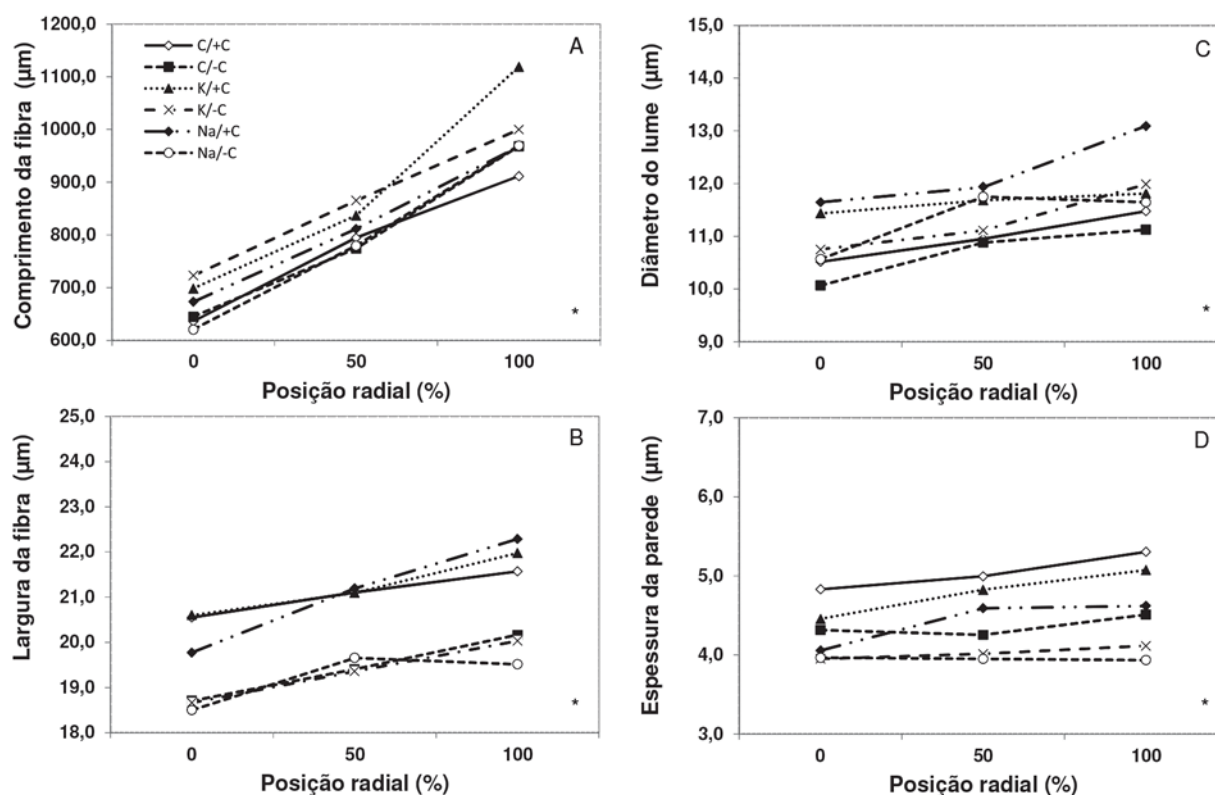 A
Comprimento da fibra (µm)
1200,0
1100,0
1000,0
900,0
800,0
700,0
600,0
C/+C
C/-C
K/+C
K/-C
Na/+C
Na/-C
*
0 50 100
Posição radial (%)
C
Diâmetro do lume (µm)
15,0
14,0
13,0
12,0
11,0
10,0
9,0
*
0 50 100
Posição radial (%)
B
Largura da fibra (µm)
25,0
24,0
23,0
22,0
21,0
20,0
19,0
18,0
*
0 50 100
Posição radial (%)
D
Espessura da parede (µm)
7,0
6,0
5,0
4,0
3,0
*
0 50 100
Posição radial (%)